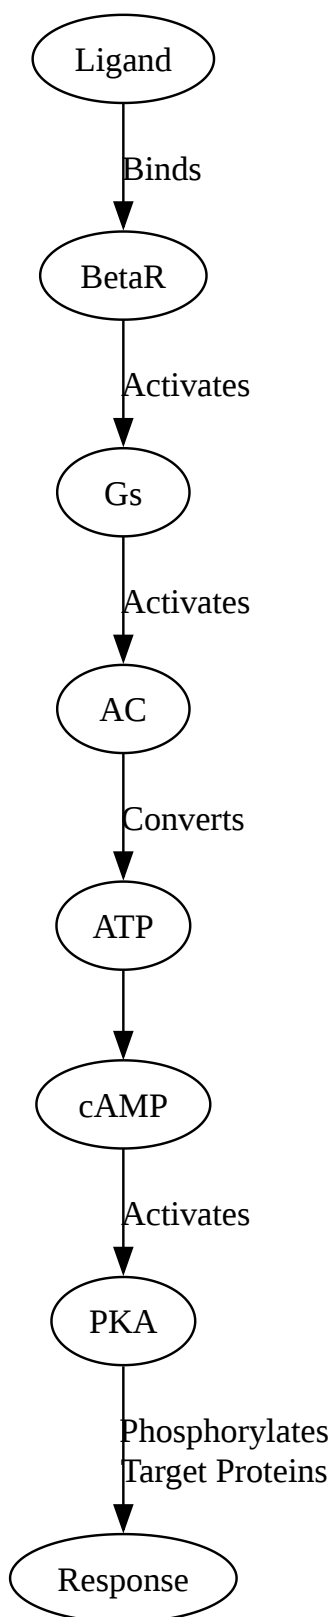 Ligand
Binds
BetaR
Activates
Gs
Activates
AC
Converts
ATP
cAMP
Activates
PKA
Phosphorylates
Target Proteins
Response